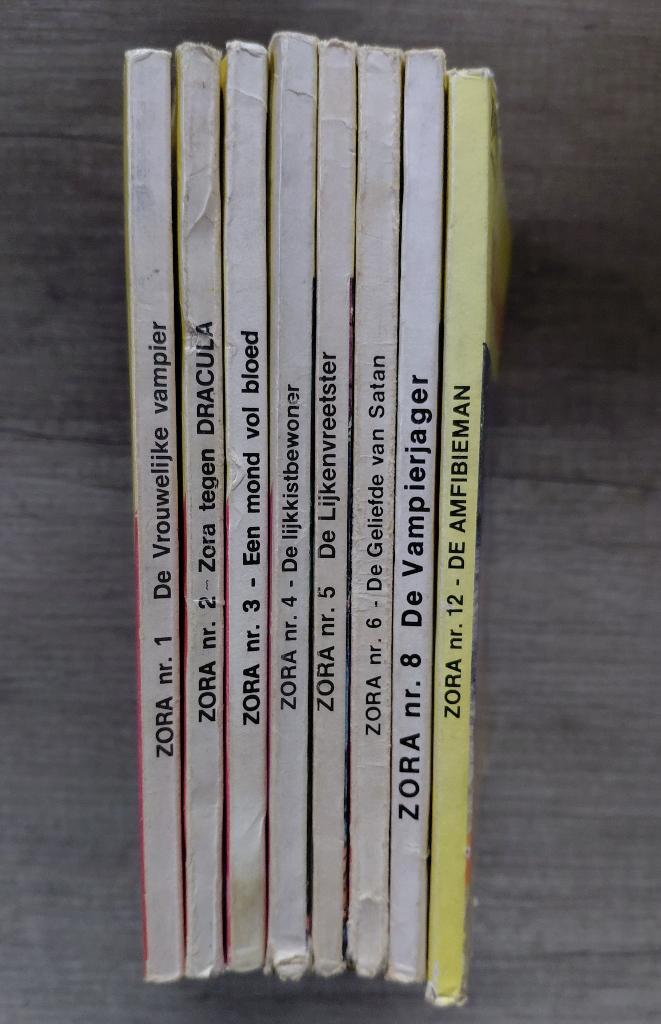 ZORA nr. 1 De Vrouwelijke vampier
ZORA nr. 2 - Zora tegen DRACULA
ZORA nr. 3 - Een mond vol bloed
ZORA nr. 4 - De lijkkistbewoner
ZORA nr. 5 De Lijkenvreetster
ZORA nr. 6 - De Geliefde van Satan
ZORA nr. 8 De Vampierjager
ZORA nr. 12 - DE AMFIBIEMAN